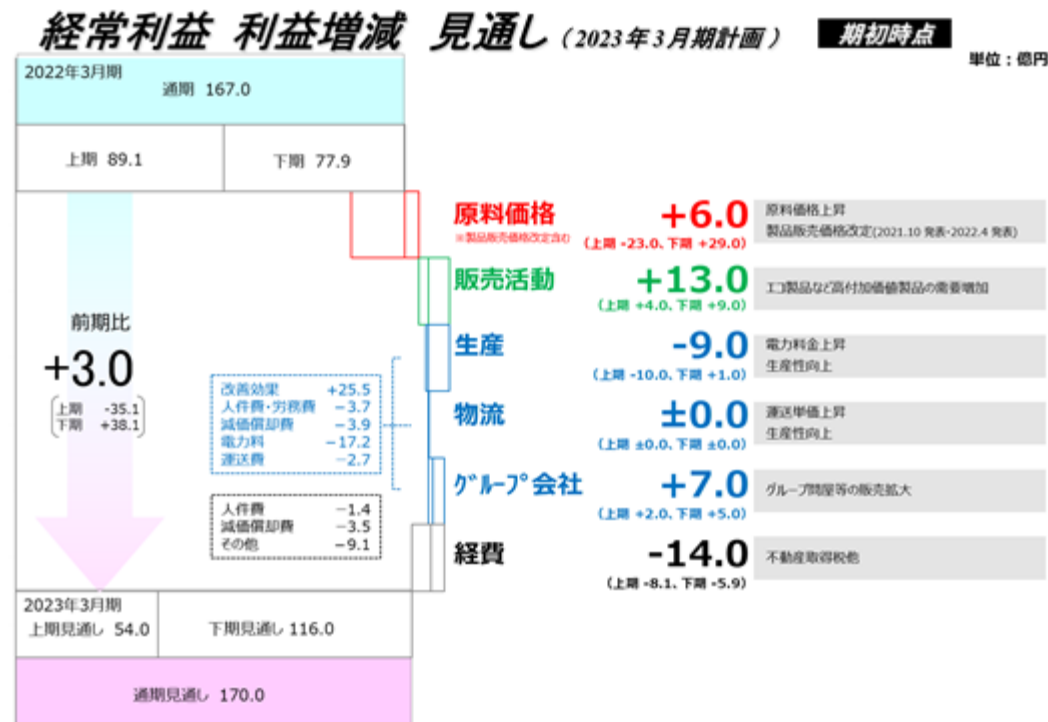 経常利益 利益増減 見通し（2023年3月期計画） 期初時点
単位：億円
2022年3月期
通期 167.0
上期 89.1
下期 77.9
原料価格
※製品販売価格改定含む
+6.0
（上期 -23.0、下期 +29.0）
原料価格上昇
製品販売価格改定(2021.10 発表-2022.4 発表)
販売活動
+13.0
（上期 +4.0、下期 +9.0）
エコ製品など高付加価値製品の需要増加
前期比
+3.0
上期 -35.1
下期 +38.1
生産
-9.0
（上期 -10.0、下期 +1.0）
電力料金上昇
生産性向上
改善効果 +25.5
人件費・労務費 −3.7
減価償却費 −3.9
電力料 −17.2
運送費 −2.7
物流
±0.0
（上期 ±0.0、下期 ±0.0）
運送単価上昇
生産性向上
ｸﾞﾙｰﾌﾟ会社
+7.0
（上期 +2.0、下期 +5.0）
グループ問屋等の販売拡大
人件費 −1.4
減価償却費 −3.5
その他 −9.1
経費
-14.0
（上期 -8.1、下期 -5.9）
不動産取得税他
2023年3月期
上期見通し 54.0
下期見通し 116.0
通期見通し 170.0